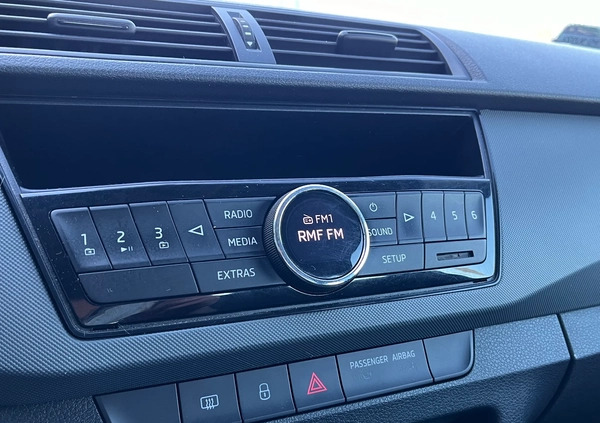 1
2
3
RADIO
MEDIA
EXTRAS
FM1
RMF FM
SOUND
SETUP
4 5 6
PASSENGER AIRBAG